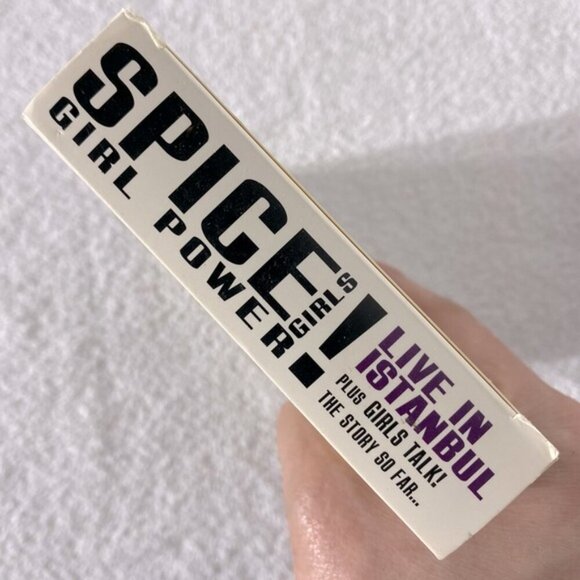 SPICE GIRLS
GIRL POWER!
LIVE IN
ISTANBUL
PLUS GIRLS TALK!
THE STORY SO FAR...